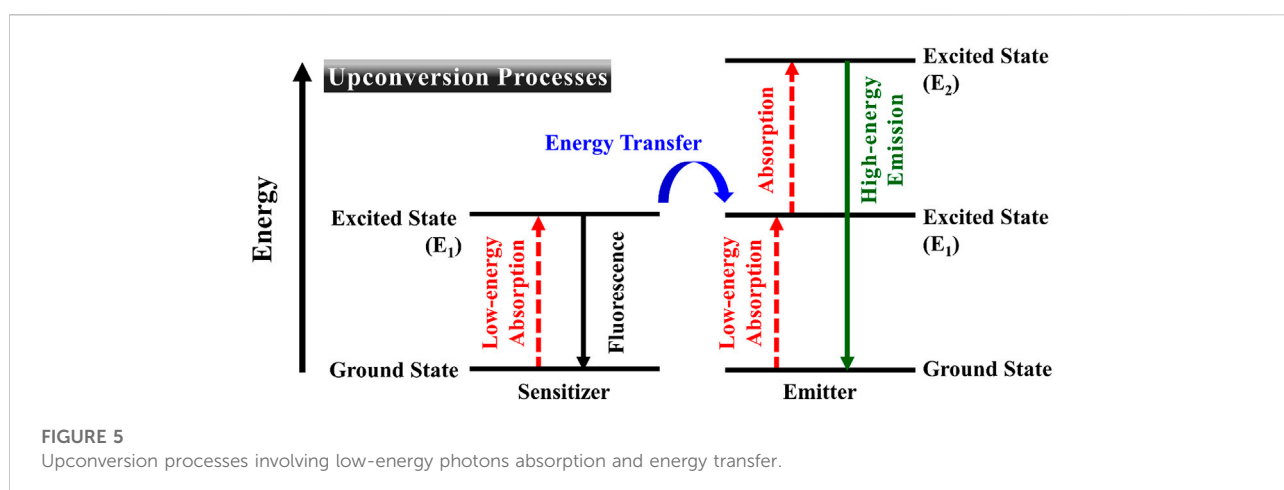 Upconversion Processes
Energy
Excited State
(E₂)
Energy Transfer
Absorption
High-energy
Emission
Excited State
(E₁)
Excited State
(E₁)
Low-energy
Absorption
Fluorescence
Low-energy
Absorption
Ground State
Ground State
Sensitizer
Emitter
FIGURE 5
Upconversion processes involving low-energy photons absorption and energy transfer.